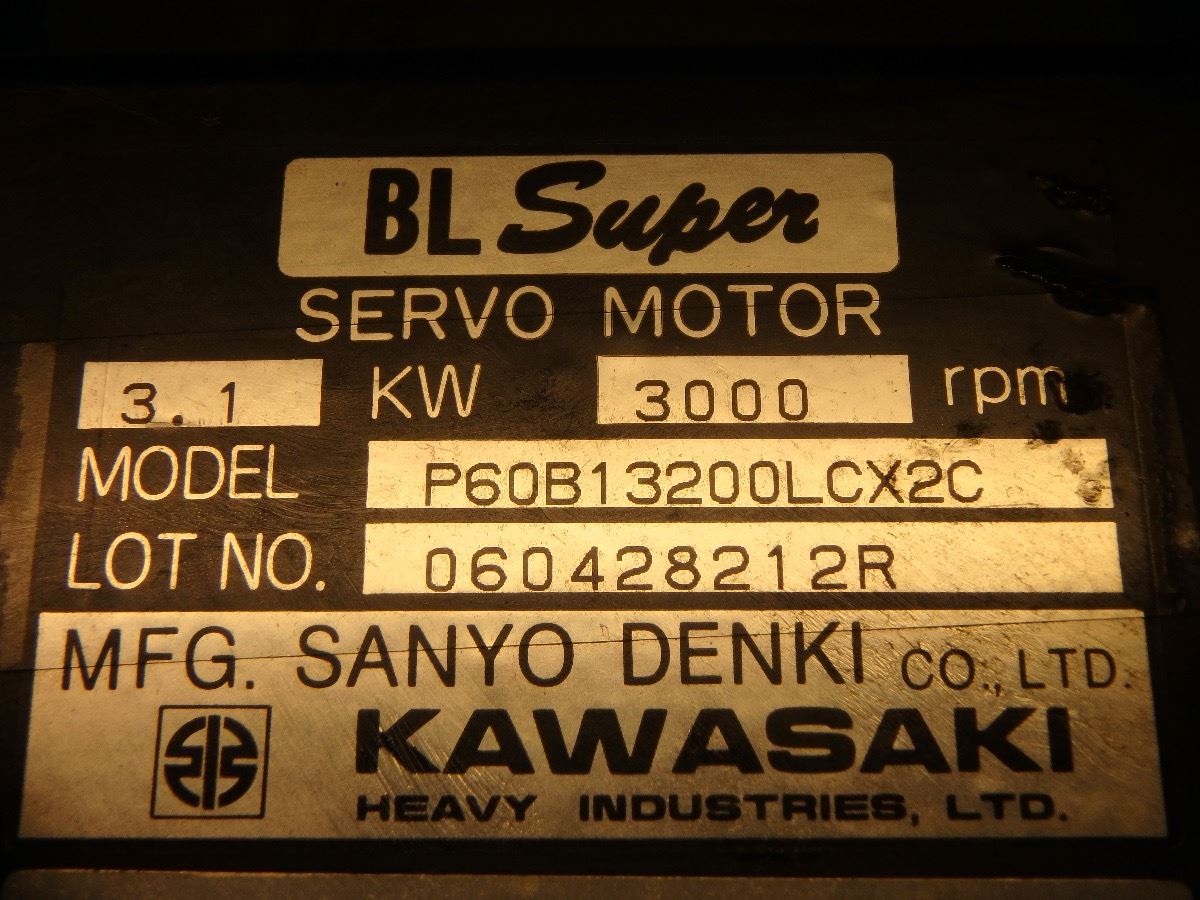 BL Super
SERVO MOTOR
3.1 KW 3000 rpm
MODEL P60B13200LCX2C
LOT NO. 060428212R
MFG. SANYO DENKI CO., LTD.
KAWASAKI
HEAVY INDUSTRIES, LTD.